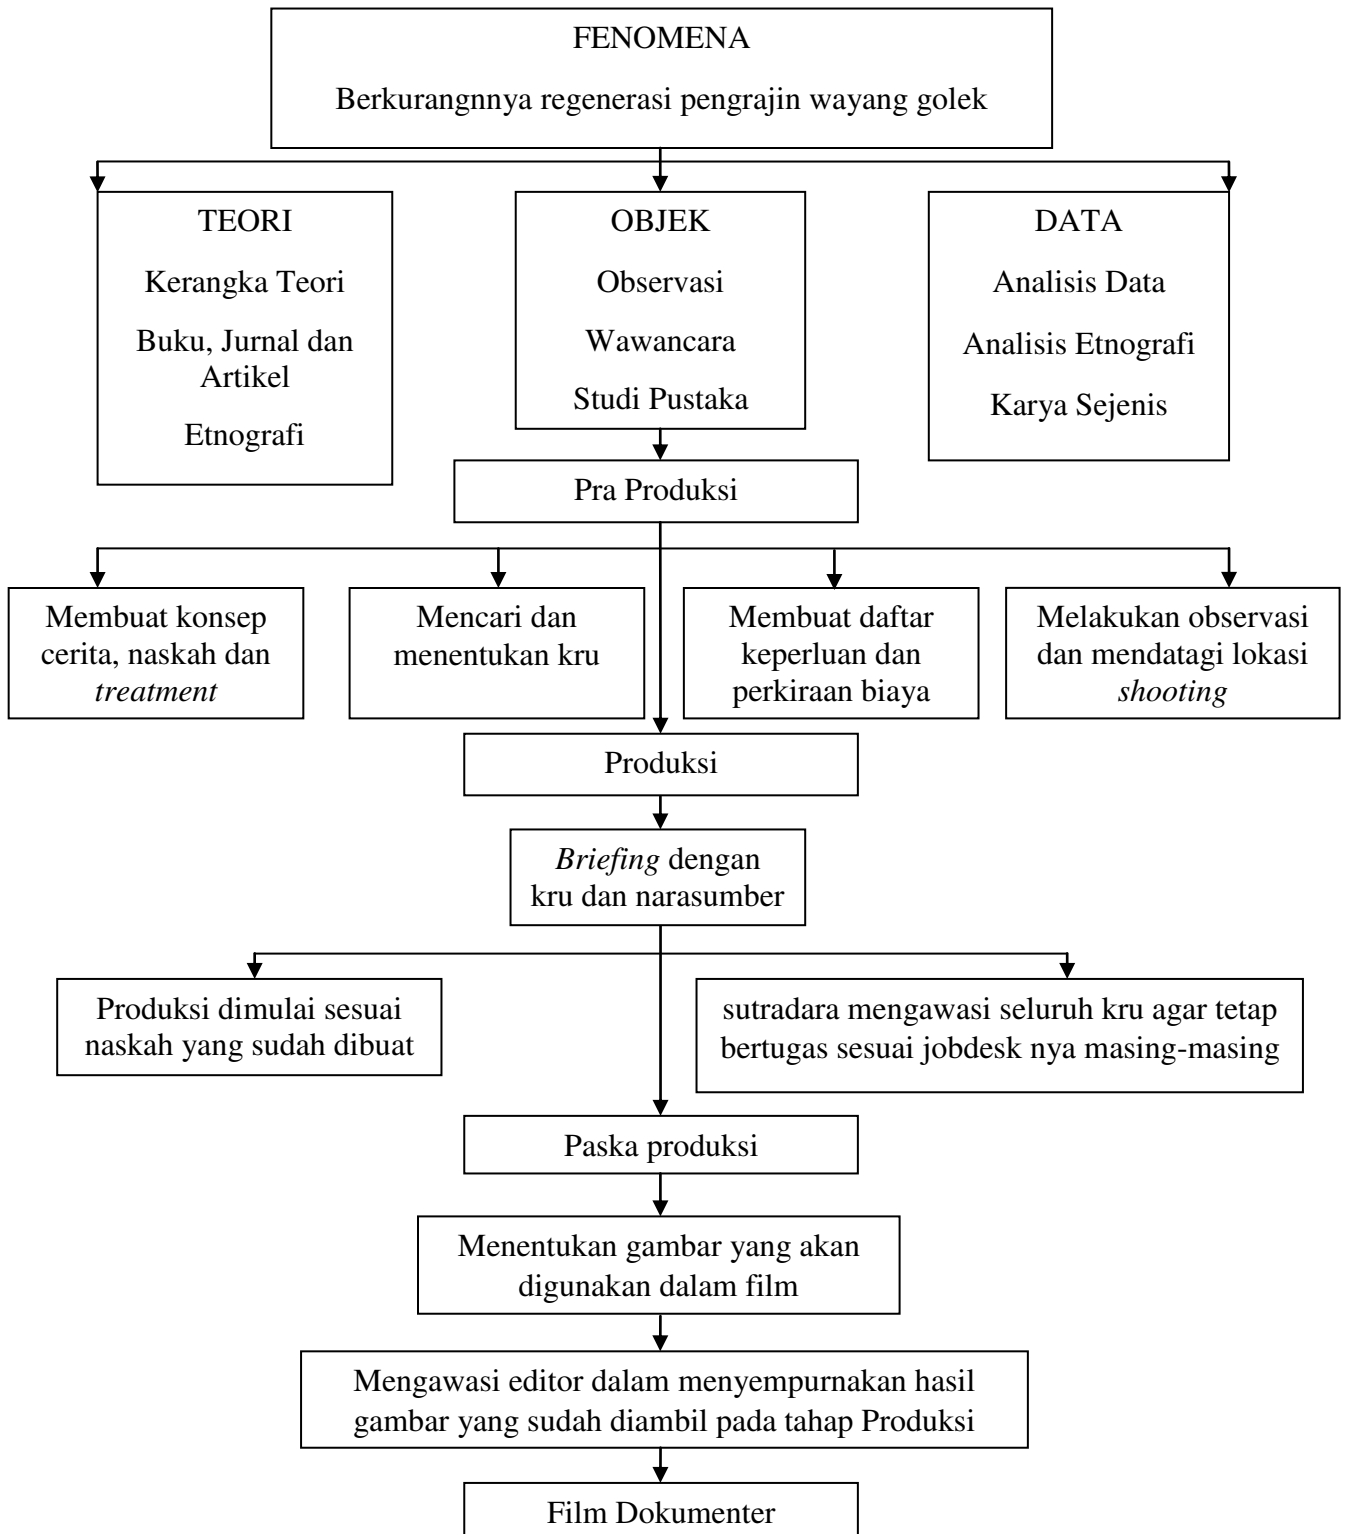 FENOMENA
Berkurangnnya regenerasi pengrajin wayang golek
TEORI
Kerangka Teori
Buku, Jurnal dan
Artikel
Etnografi
OBJEK
Observasi
Wawancara
Studi Pustaka
DATA
Analisis Data
Analisis Etnografi
Karya Sejenis
Pra Produksi
Membuat konsep
cerita, naskah dan
treatment
Mencari dan
menentukan kru
Membuat daftar
keperluan dan
perkiraan biaya
Melakukan observasi
dan mendatagi lokasi
shooting
Produksi
Briefing dengan
kru dan narasumber
Produksi dimulai sesuai
naskah yang sudah dibuat
sutradara mengawasi seluruh kru agar tetap
bertugas sesuai jobdesk nya masing-masing
Paska produksi
Menentukan gambar yang akan
digunakan dalam film
Mengawasi editor dalam menyempurnakan hasil
gambar yang sudah diambil pada tahap Produksi
Film Dokumenter